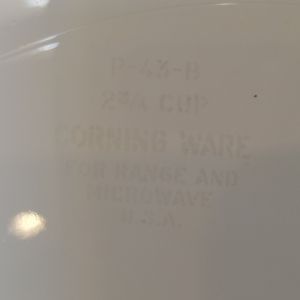 P-43-B
2¾ CUP
CORNING WARE
FOR RANGE AND
MICROWAVE
U.S.A.